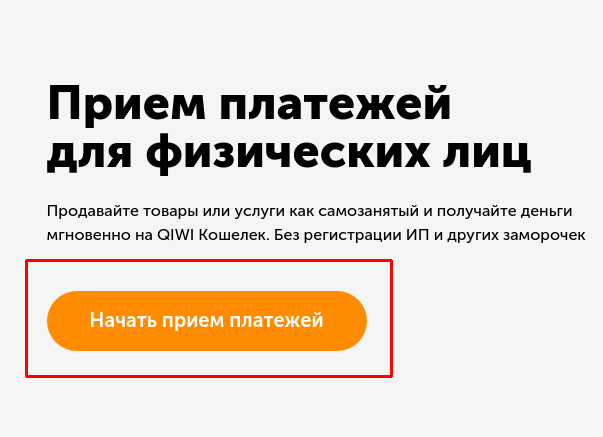 Прием платежей
для физических лиц
Продавайте товары или услуги как самозанятый и получайте деньги
мгновенно на QIWI Кошелек. Без регистрации ИП и других заморочек
Начать прием платежей